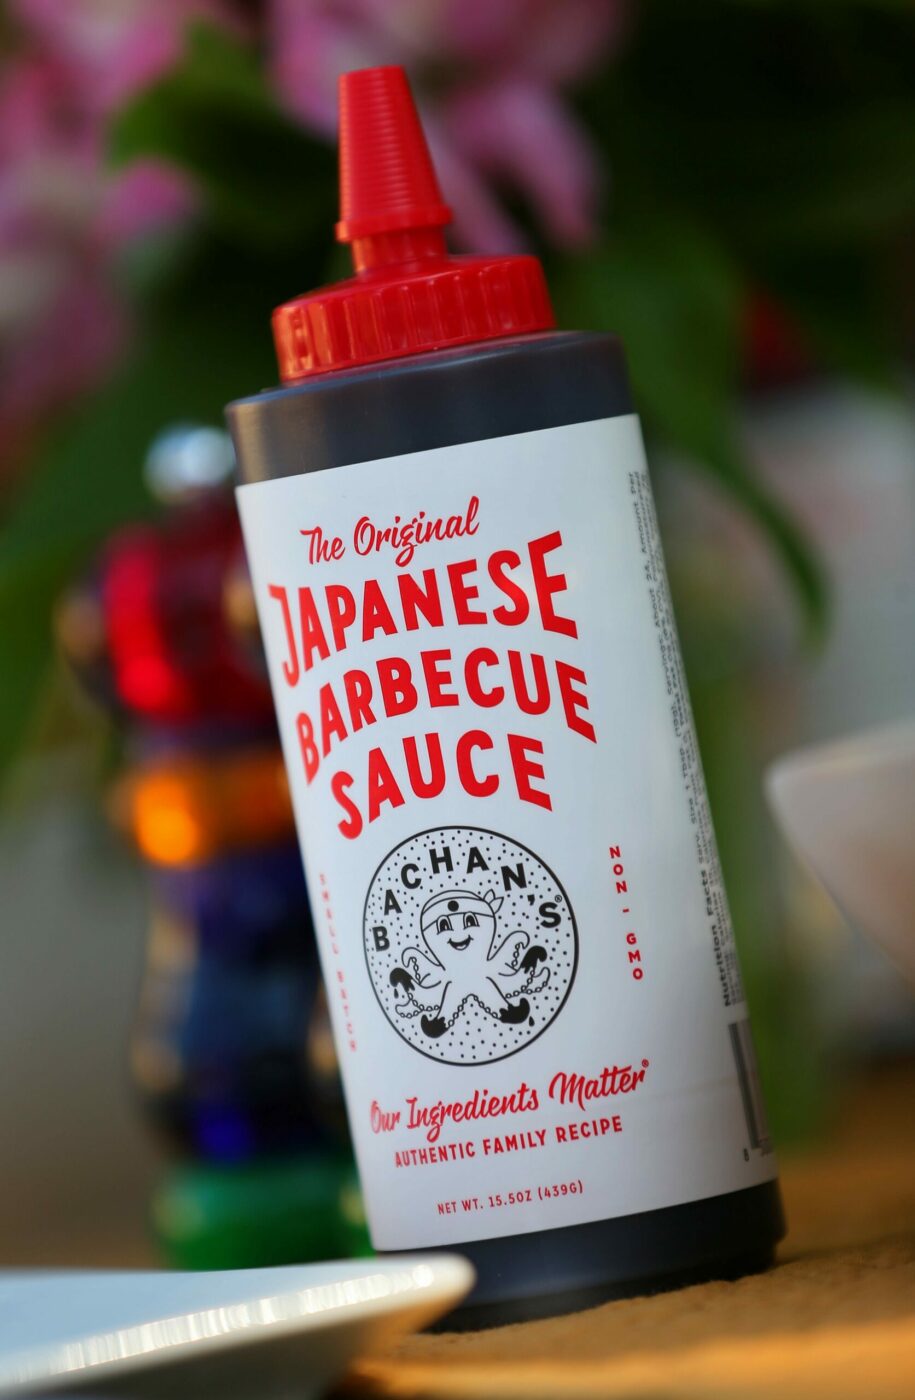 The Original
JAPANESE
BARBECUE
SAUCE
BACHAN'S®
SMALL BATCH
NON-GMO
Our Ingredients Matter®
AUTHENTIC FAMILY RECIPE
NET WT. 15.5OZ (439G)
Nutrition Facts